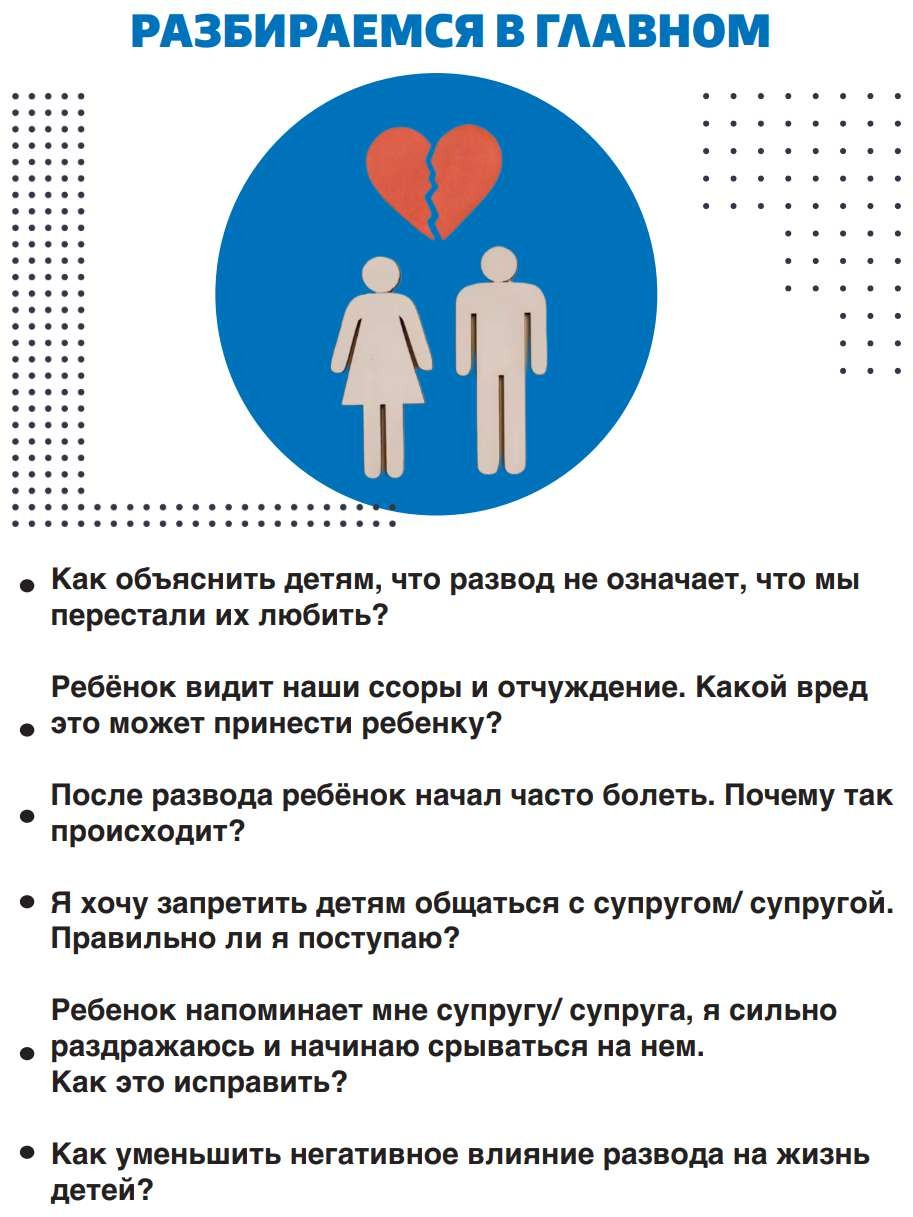 РАЗБИРАЕМСЯ В ГЛАВНОМ
Как объяснить детям, что развод не означает, что мы
перестали их любить?
Ребёнок видит наши ссоры и отчуждение. Какой вред
это может принести ребенку?
После развода ребёнок начал часто болеть. Почему так
происходит?
Я хочу запретить детям общаться с супругом/ супругой.
Правильно ли я поступаю?
Ребенок напоминает мне супругу/ супруга, я сильно
раздражаюсь и начинаю срываться на нем.
Как это исправить?
Как уменьшить негативное влияние развода на жизнь
детей?